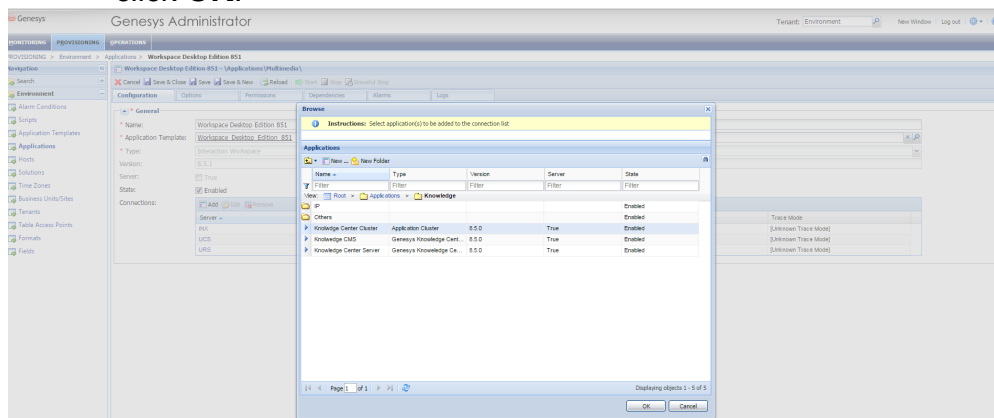 click OK.
Genesys
Genesys Administrator
Tenant: Environment
New Window | Log out
MONITORING PROVISIONING OPERATIONS
PROVISIONING > Environment > Applications > Workspace Desktop Edition 851
Navigation
Workspace Desktop Edition 851 - \Applications\Multimedia\
Search
Cancel Save & Close Save Save & New Reload Start Stop Graceful Stop
Environment
Configuration Options Permissions Dependencies Alarms Logs
Alarm Conditions
Scripts
Application Templates
Applications
Hosts
Solutions
Time Zones
Business Units/Sites
Tenants
Table Access Points
Formats
Fields
* General
* Name: Workspace Desktop Edition 851
* Application Template: Workspace Desktop Edition 851
* Type: Interaction Workspace
Version: 8.5.1
Server: True
State: Enabled
Connections: Add Edit Remove
Server
INX
UCS
URS
Trace Mode
[Unknown Trace Mode]
[Unknown Trace Mode]
[Unknown Trace Mode]
Browse
Instructions: Select application(s) to be added to the connection list
Applications
New ... New Folder
Name Type Version Server State
Filter Filter Filter Filter Filter
View: Root > Applications > Knowledge
IP Enabled
Others Enabled
Knolwdge Center Cluster Application Cluster 8.5.0 True Enabled
Knowledge CMS Genesys Knowledge Cent... 8.5.0 True Enabled
Knowledge Center Server Genesys Knoweledge Ce... 8.5.0 True Enabled
Page 1 of 1
Displaying objects 1 - 5 of 5
OK Cancel